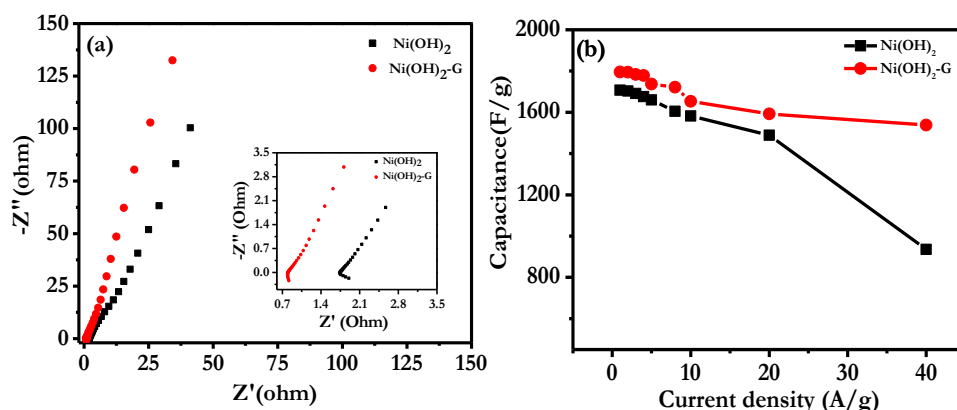 (a)
Ni(OH)2
Ni(OH)2-G
150
125
100
75
50
25
0
-Z"(ohm)
0 25 50 75 100 125 150
Z'(ohm)
Ni(OH)2
Ni(OH)2-G
3.5
2.8
2.1
1.4
0.7
0.0
-Z" (Ohm)
0.7 1.4 2.1 2.8 3.5
Z' (Ohm)
(b)
Ni(OH)2
Ni(OH)2-G
2000
1600
1200
800
Capacitance(F/g)
0 10 20 30 40
Current density (A/g)